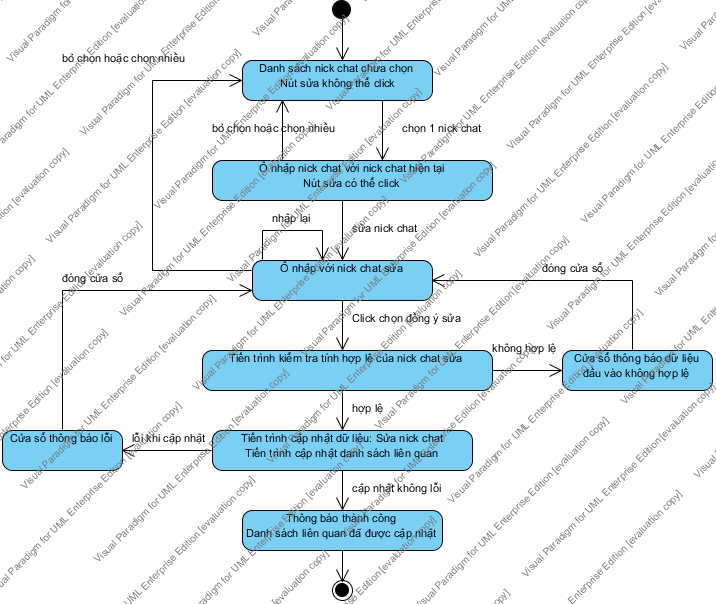 bỏ chọn hoặc chọn nhiều
Danh sách nick chat chưa chọn
Nút sửa không thể click
bỏ chọn hoặc chọn nhiều
chọn 1 nick chat
Ô nhập nick chat với nick chat hiện tại
Nút sửa có thể click
nhập lại
sửa nick chat
đóng cửa sổ
Ô nhập với nick chat sửa
đóng cửa sổ
Click chọn đồng ý sửa
Tiến trình kiểm tra tính hợp lệ của nick chat sửa
không hợp lệ
Cửa sổ thông báo dữ liệu
đầu vào không hợp lệ
hợp lệ
Cửa sổ thông báo lỗi
lỗi khi cập nhật
Tiến trình cập nhật dữ liệu: Sửa nick chat
Tiến trình cập nhật danh sách liên quan
cập nhật không lỗi
Thông báo thành công
Danh sách liên quan đã được cập nhật
Visual Paradigm for UML Enterprise Edition [evaluation copy]